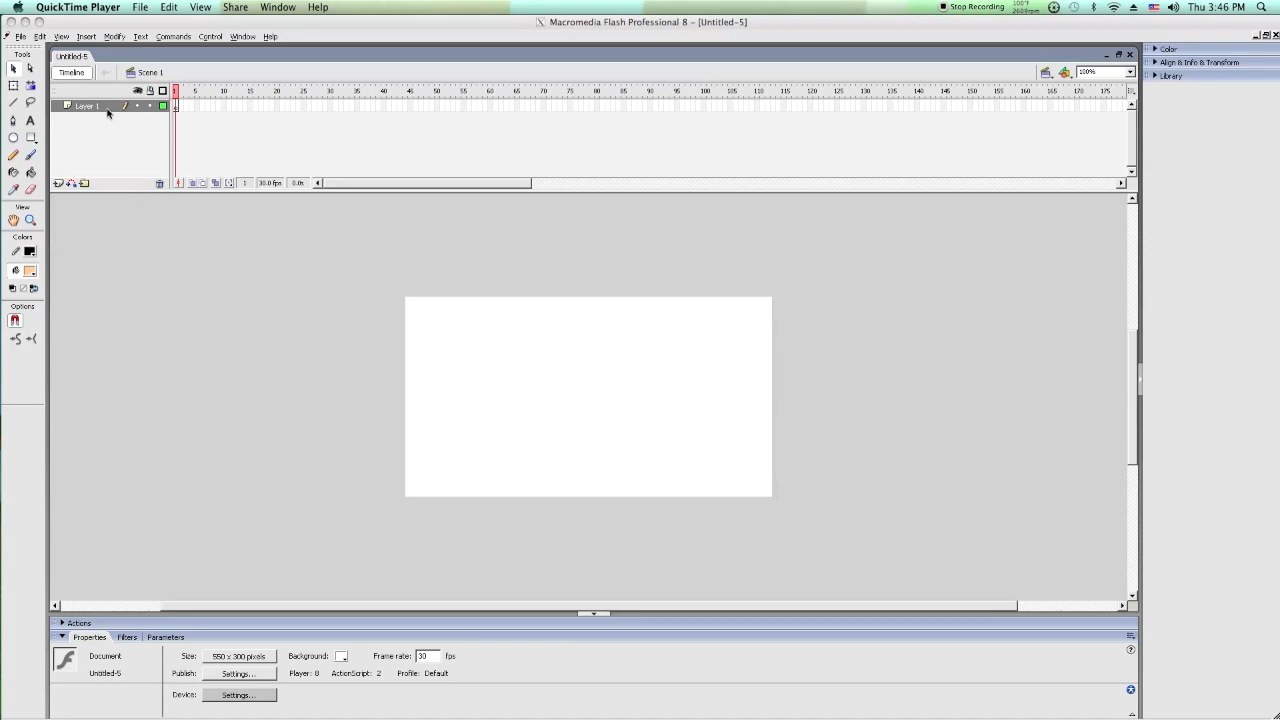 QuickTime Player File Edit View Share Window Help Stop Recording 100°F 2609rpm Thu 3:46 PM
X Macromedia Flash Professional 8 - [Untitled-5]
File Edit View Insert Modify Text Commands Control Window Help
Tools
Untitled-5
Timeline Scene 1 100%
1 5 10 15 20 25 30 35 40 45 50 55 60 65 70 75 80 85 90 95 100 105 110 115 120 125 130 135 140 145 150 155 160 165 170 175
Layer 1
1 30.0 fps 0.0s
View
Colors
Options
Color
Align & Info & Transform
Library
Actions
Properties Filters Parameters
Document Size: 550 x 300 pixels Background: Frame rate: 30 fps
Untitled-5 Publish: Settings... Player: 8 ActionScript: 2 Profile: Default
Device: Settings...